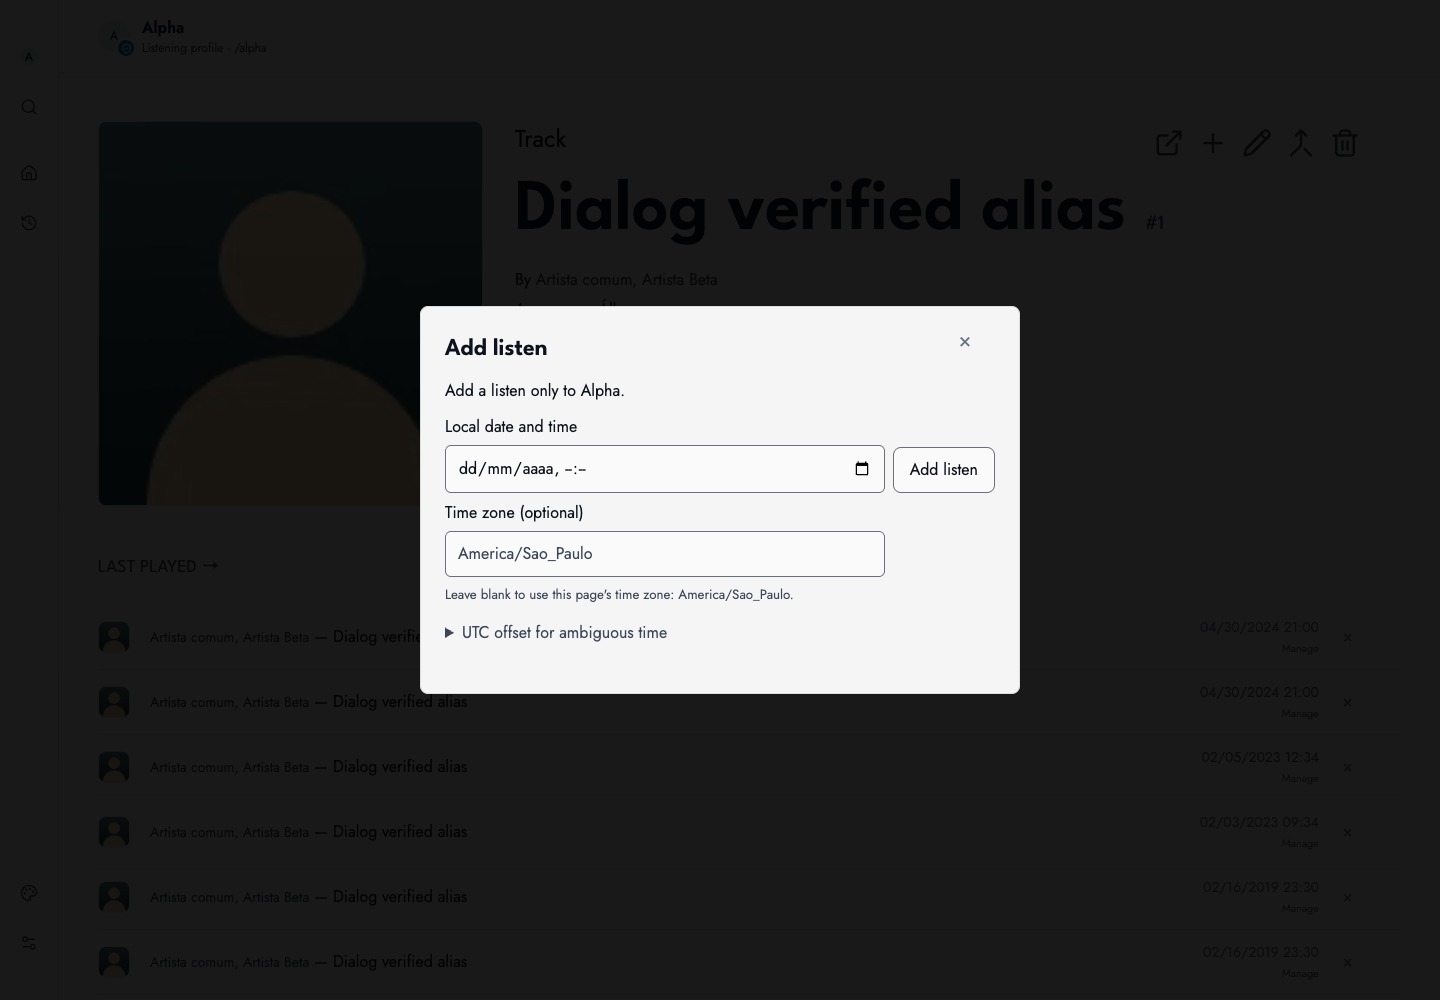 Alpha
A
Listening profile · /alpha
A
Track
Dialog verified alias #1
By Artista comum, Artista Beta
Add listen
×
Add a listen only to Alpha.
Local date and time
dd/mm/aaaa, --:--
Add listen
Time zone (optional)
America/Sao_Paulo
Leave blank to use this page's time zone: America/Sao_Paulo.
▶ UTC offset for ambiguous time
LAST PLAYED →
Artista comum, Artista Beta — Dialog 04/30/2024 21:00
Manage ×
Artista comum, Artista Beta — Dialog verified alias 04/30/2024 21:00
Manage ×
Artista comum, Artista Beta — Dialog verified alias 02/05/2023 12:34
Manage ×
Artista comum, Artista Beta — Dialog verified alias 02/03/2023 09:34
Manage ×
Artista comum, Artista Beta — Dialog verified alias 02/16/2019 23:30
Manage ×
Artista comum, Artista Beta — Dialog verified alias 02/16/2019 23:30
Manage ×